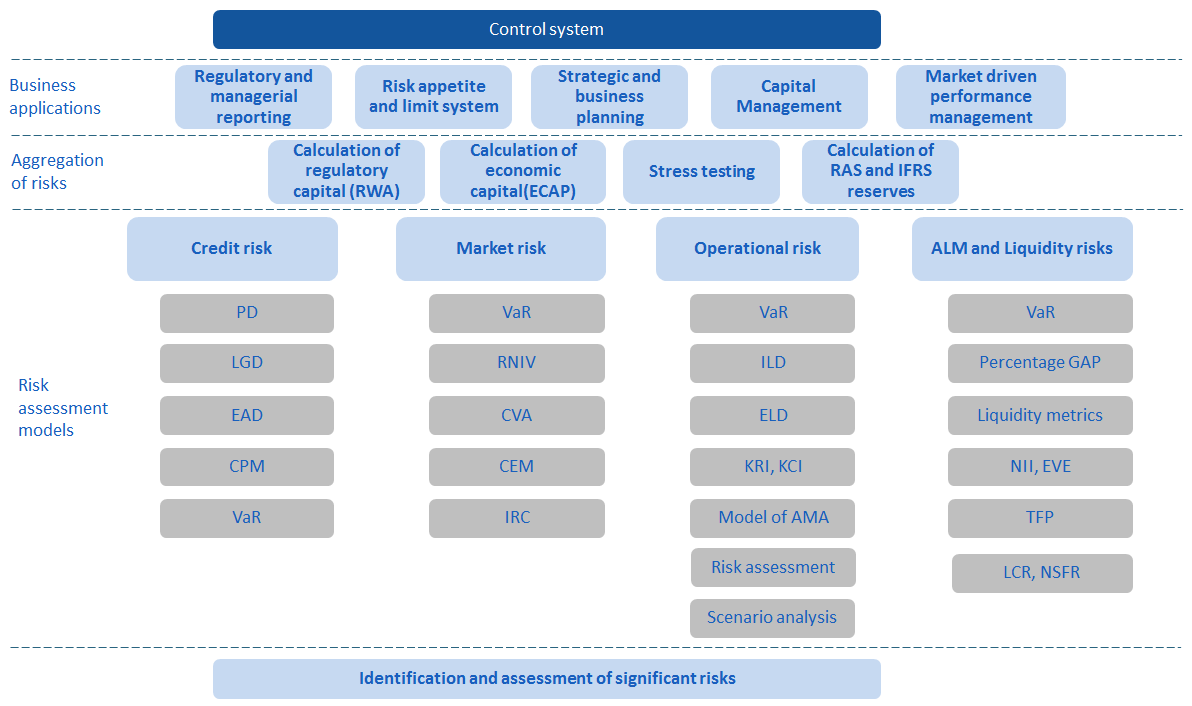 Control system
Business
applications
Regulatory and
managerial
reporting
Risk appetite
and limit system
Strategic and
business
planning
Capital
Management
Market driven
performance
management
Aggregation
of risks
Calculation of
regulatory
capital (RWA)
Calculation of
economic
capital(ECAP)
Stress testing
Calculation of
RAS and IFRS
reserves
Risk
assessment
models
Credit risk
PD
LGD
EAD
CPM
VaR
Market risk
VaR
RNIV
CVA
CEM
IRC
Operational risk
VaR
ILD
ELD
KRI, KCI
Model of AMA
Risk assessment
Scenario analysis
ALM and Liquidity risks
VaR
Percentage GAP
Liquidity metrics
NII, EVE
TFP
LCR, NSFR
Identification and assessment of significant risks